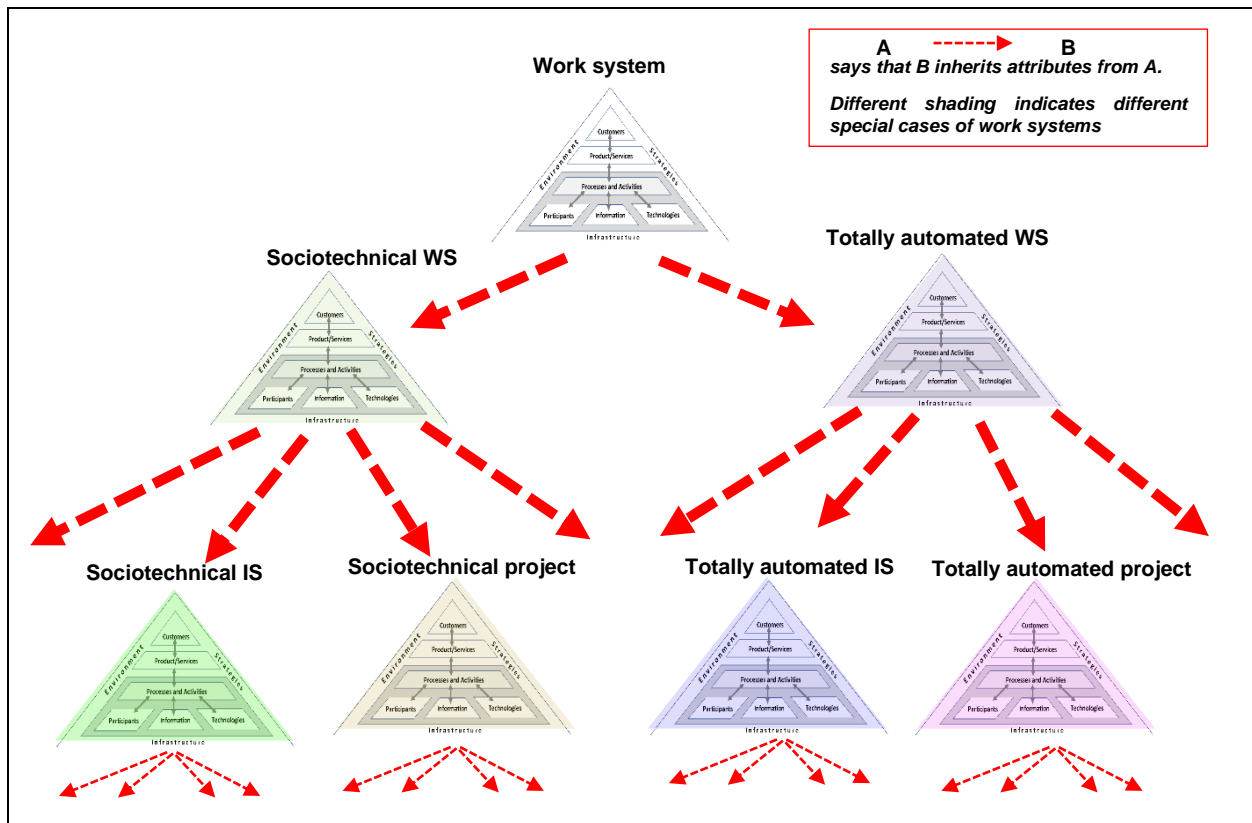 A B
says that B inherits attributes from A.
Different shading indicates different
special cases of work systems
Work system
Customers
Product/Services
Processes and Activities
Participants Information Technologies
Environment
Strategies
Infrastructure
Sociotechnical WS
Customers
Product/Services
Processes and Activities
Participants Information Technologies
Environment
Strategies
Infrastructure
Totally automated WS
Customers
Product/Services
Processes and Activities
Participants Information Technologies
Environment
Strategies
Infrastructure
Sociotechnical IS
Customers
Product/Services
Processes and Activities
Participants Information Technologies
Environment
Strategies
Infrastructure
Sociotechnical project
Customers
Product/Services
Processes and Activities
Participants Information Technologies
Environment
Strategies
Infrastructure
Totally automated IS
Customers
Product/Services
Processes and Activities
Participants Information Technologies
Environment
Strategies
Infrastructure
Totally automated project
Customers
Product/Services
Processes and Activities
Participants Information Technologies
Environment
Strategies
Infrastructure